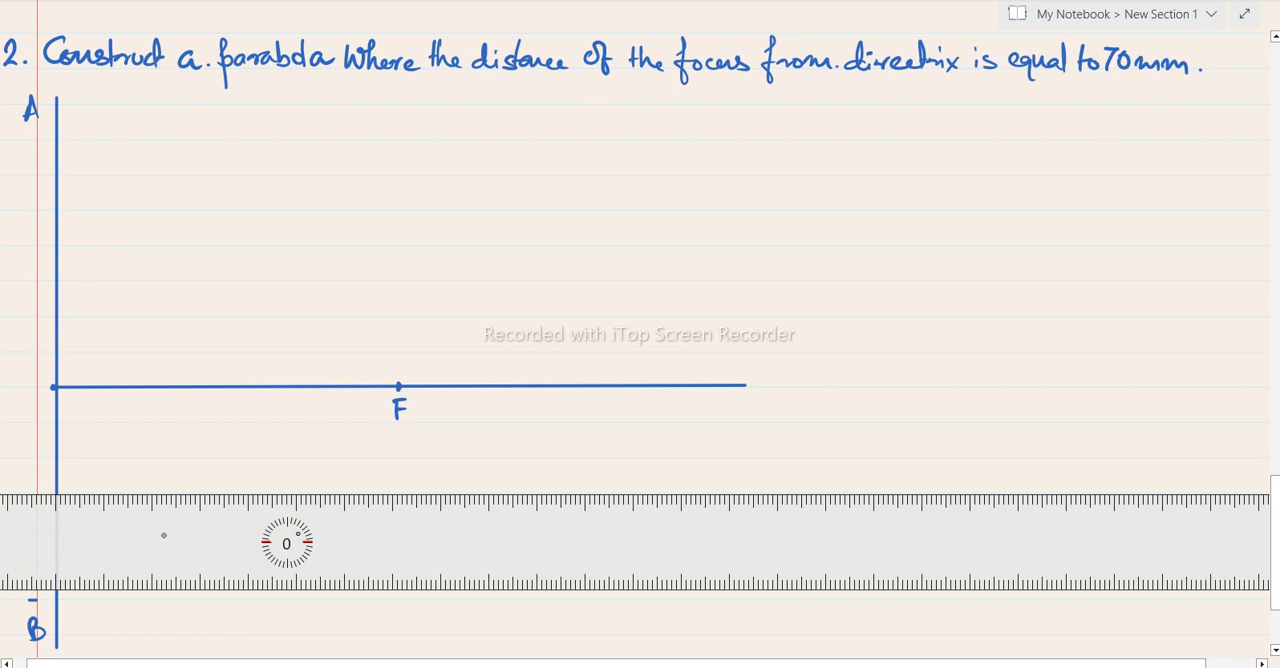 My Notebook > New Section 1
2. Construct a. parabola where the distance of the focus from. directrix is equal to 70mm.
A
Recorded with iTop Screen Recorder
F
0°
B